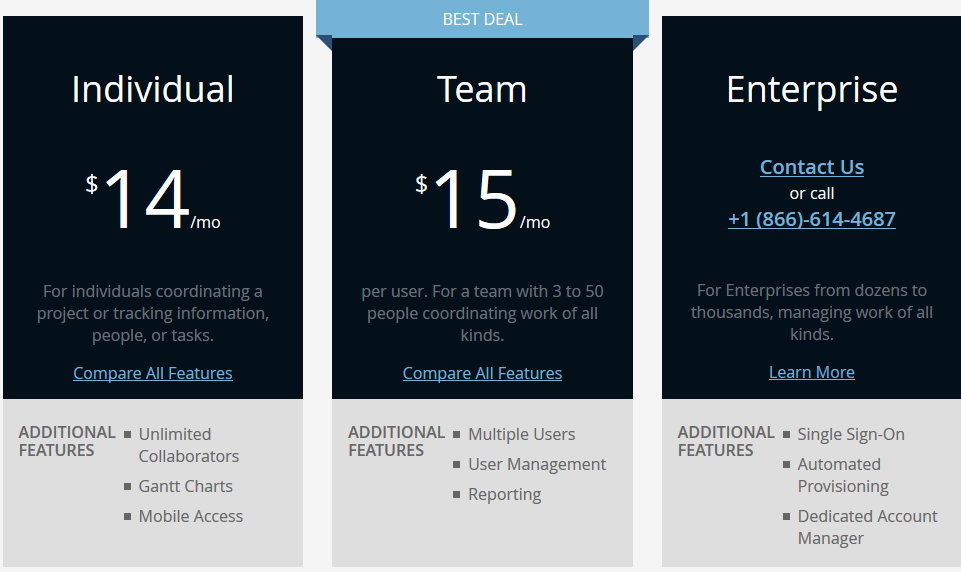 BEST DEAL
Individual
$14/mo
For individuals coordinating a
project or tracking information,
people, or tasks.
Compare All Features
ADDITIONAL
FEATURES
Unlimited
Collaborators
Gantt Charts
Mobile Access
Team
$15/mo
per user. For a team with 3 to 50
people coordinating work of all
kinds.
Compare All Features
ADDITIONAL
FEATURES
Multiple Users
User Management
Reporting
Enterprise
Contact Us
or call
+1 (866)-614-4687
For Enterprises from dozens to
thousands, managing work of all
kinds.
Learn More
ADDITIONAL
FEATURES
Single Sign-On
Automated
Provisioning
Dedicated Account
Manager